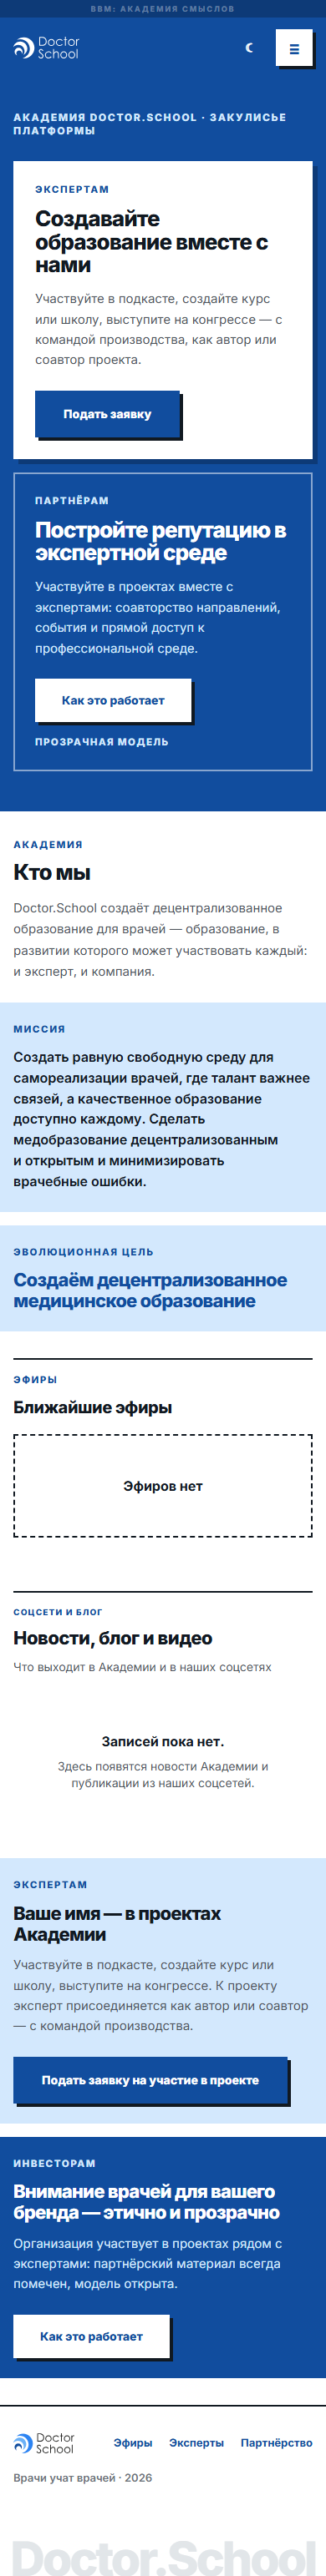 ВВМ: АКАДЕМИЯ СМЫСЛОВ
Doctor
School
АКАДЕМИЯ DOCTOR.SCHOOL · ЗАКУЛИСЬЕ
ПЛАТФОРМЫ
ЭКСПЕРТАМ
Создавайте
образование вместе с
нами
Участвуйте в подкасте, создайте курс
или школу, выступите на конгрессе — с
командой производства, как автор или
соавтор проекта.
Подать заявку
ПАРТНЁРАМ
Постройте репутацию в
экспертной среде
Участвуйте в проектах вместе с
экспертами: соавторство направлений,
события и прямой доступ к
профессиональной среде.
Как это работает
ПРОЗРАЧНАЯ МОДЕЛЬ
АКАДЕМИЯ
Кто мы
Doctor.School создаёт децентрализованное
образование для врачей — образование, в
развитии которого может участвовать каждый:
и эксперт, и компания.
МИССИЯ
Создать равную свободную среду для
самореализации врачей, где талант важнее
связей, а качественное образование
доступно каждому. Сделать
медобразование децентрализованным
и открытым и минимизировать
врачебные ошибки.
ЭВОЛЮЦИОННАЯ ЦЕЛЬ
Создаём децентрализованное
медицинское образование
ЭФИРЫ
Ближайшие эфиры
Эфиров нет
СОЦСЕТИ И БЛОГ
Новости, блог и видео
Что выходит в Академии и в наших соцсетях
Записей пока нет.
Здесь появятся новости Академии и
публикации из наших соцсетей.
ЭКСПЕРТАМ
Ваше имя — в проектах
Академии
Участвуйте в подкасте, создайте курс или
школу, выступите на конгрессе. К проекту
эксперт присоединяется как автор или соавтор
— с командой производства.
Подать заявку на участие в проекте
ИНВЕСТОРАМ
Внимание врачей для вашего
бренда — этично и прозрачно
Организация участвует в проектах рядом с
экспертами: партнёрский материал всегда
помечен, модель открыта.
Как это работает
Doctor
School
Эфиры Эксперты Партнёрство
Врачи учат врачей · 2026
Doctor.School